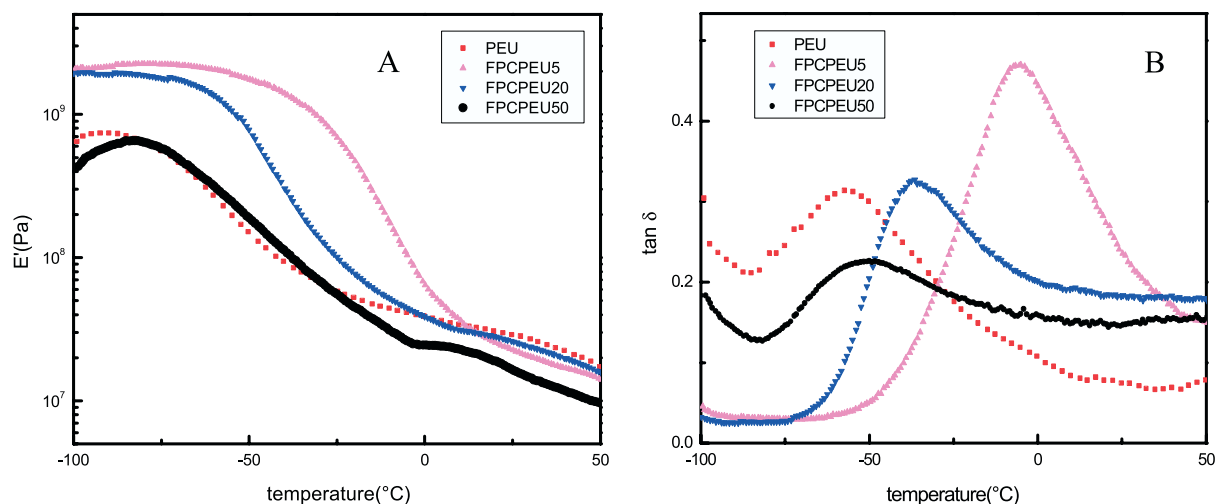 A
PEU
FPCPEU5
FPCPEU20
FPCPEU50
10⁹
10⁸
10⁷
E'(Pa)
-100
-50
0
50
temperature(°C)
B
PEU
FPCPEU5
FPCPEU20
FPCPEU50
0.4
0.2
0.0
tan δ
-100
-50
0
50
temperature(°C)